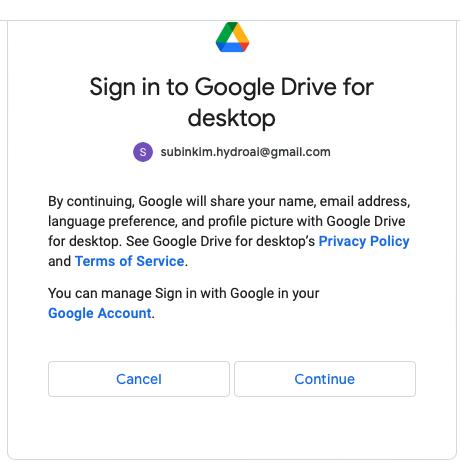 Sign in to Google Drive for
desktop
S subinkim.hydroai@gmail.com
By continuing, Google will share your name, email address,
language preference, and profile picture with Google Drive
for desktop. See Google Drive for desktop’s Privacy Policy
and Terms of Service.
You can manage Sign in with Google in your
Google Account.
Cancel Continue